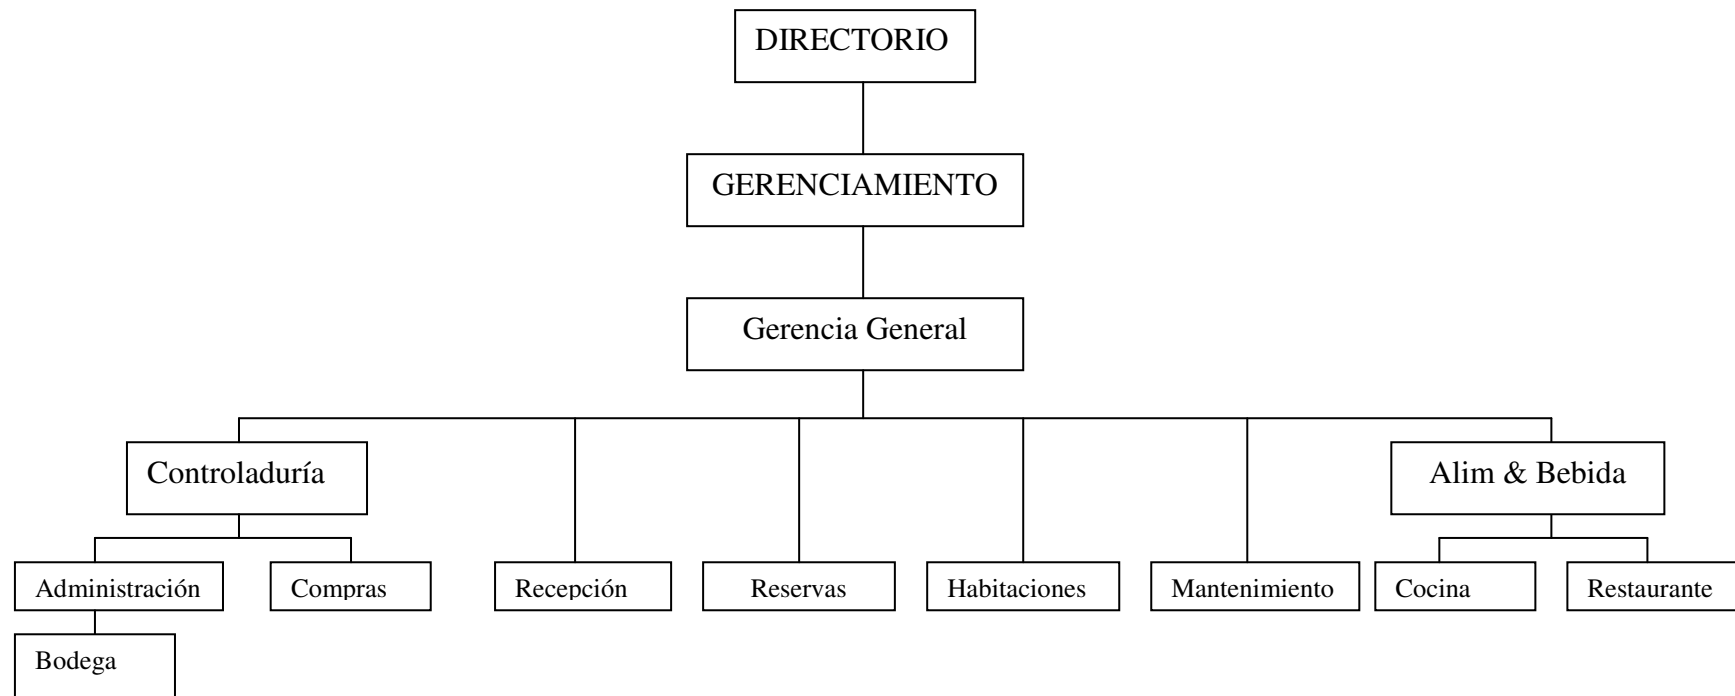 DIRECTORIO
GERENCIAMIENTO
Gerencia General
Controladuría
Alim & Bebida
Administración
Compras
Recepción
Reservas
Habitaciones
Mantenimiento
Cocina
Restaurante
Bodega